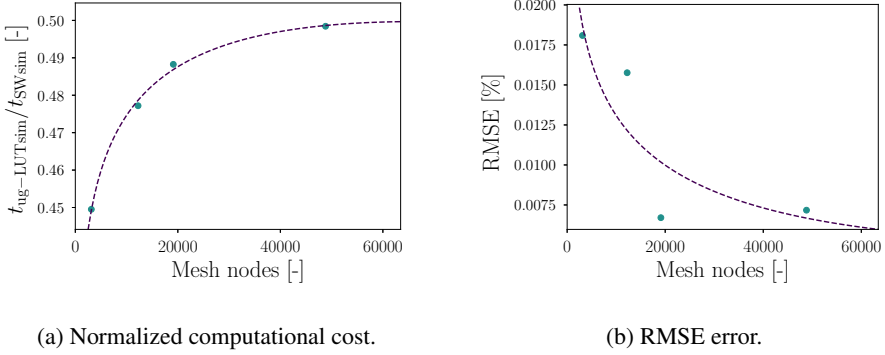 0.50
0.49
0.48
0.47
0.46
0.45
t_ug−LUTsim/t_SWsim [-]
0 20000 40000 60000
Mesh nodes [-]
(a) Normalized computational cost.
0.0200
0.0175
0.0150
0.0125
0.0100
0.0075
RMSE [%]
0 20000 40000 60000
Mesh nodes [-]
(b) RMSE error.